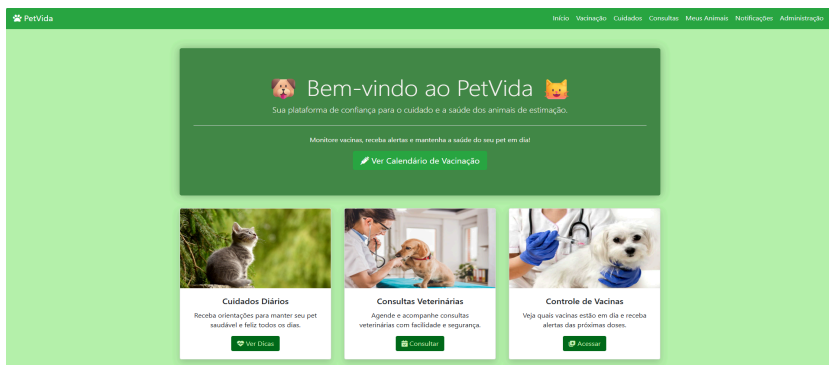 PetVida
Início Vacinação Cuidados Consultas Meus Animais Notificações Administração
Bem-vindo ao PetVida
Sua plataforma de confiança para o cuidado e a saúde dos animais de estimação.
Monitore vacinas, receba alertas e mantenha a saúde do seu pet em dia!
Ver Calendário de Vacinação
Cuidados Diários
Receba orientações para manter seu pet
saudável e feliz todos os dias.
Ver Dicas
Consultas Veterinárias
Agende e acompanhe consultas
veterinárias com facilidade e segurança.
Consultar
Controle de Vacinas
Veja quais vacinas estão em dia e receba
alertas das próximas doses.
Acessar